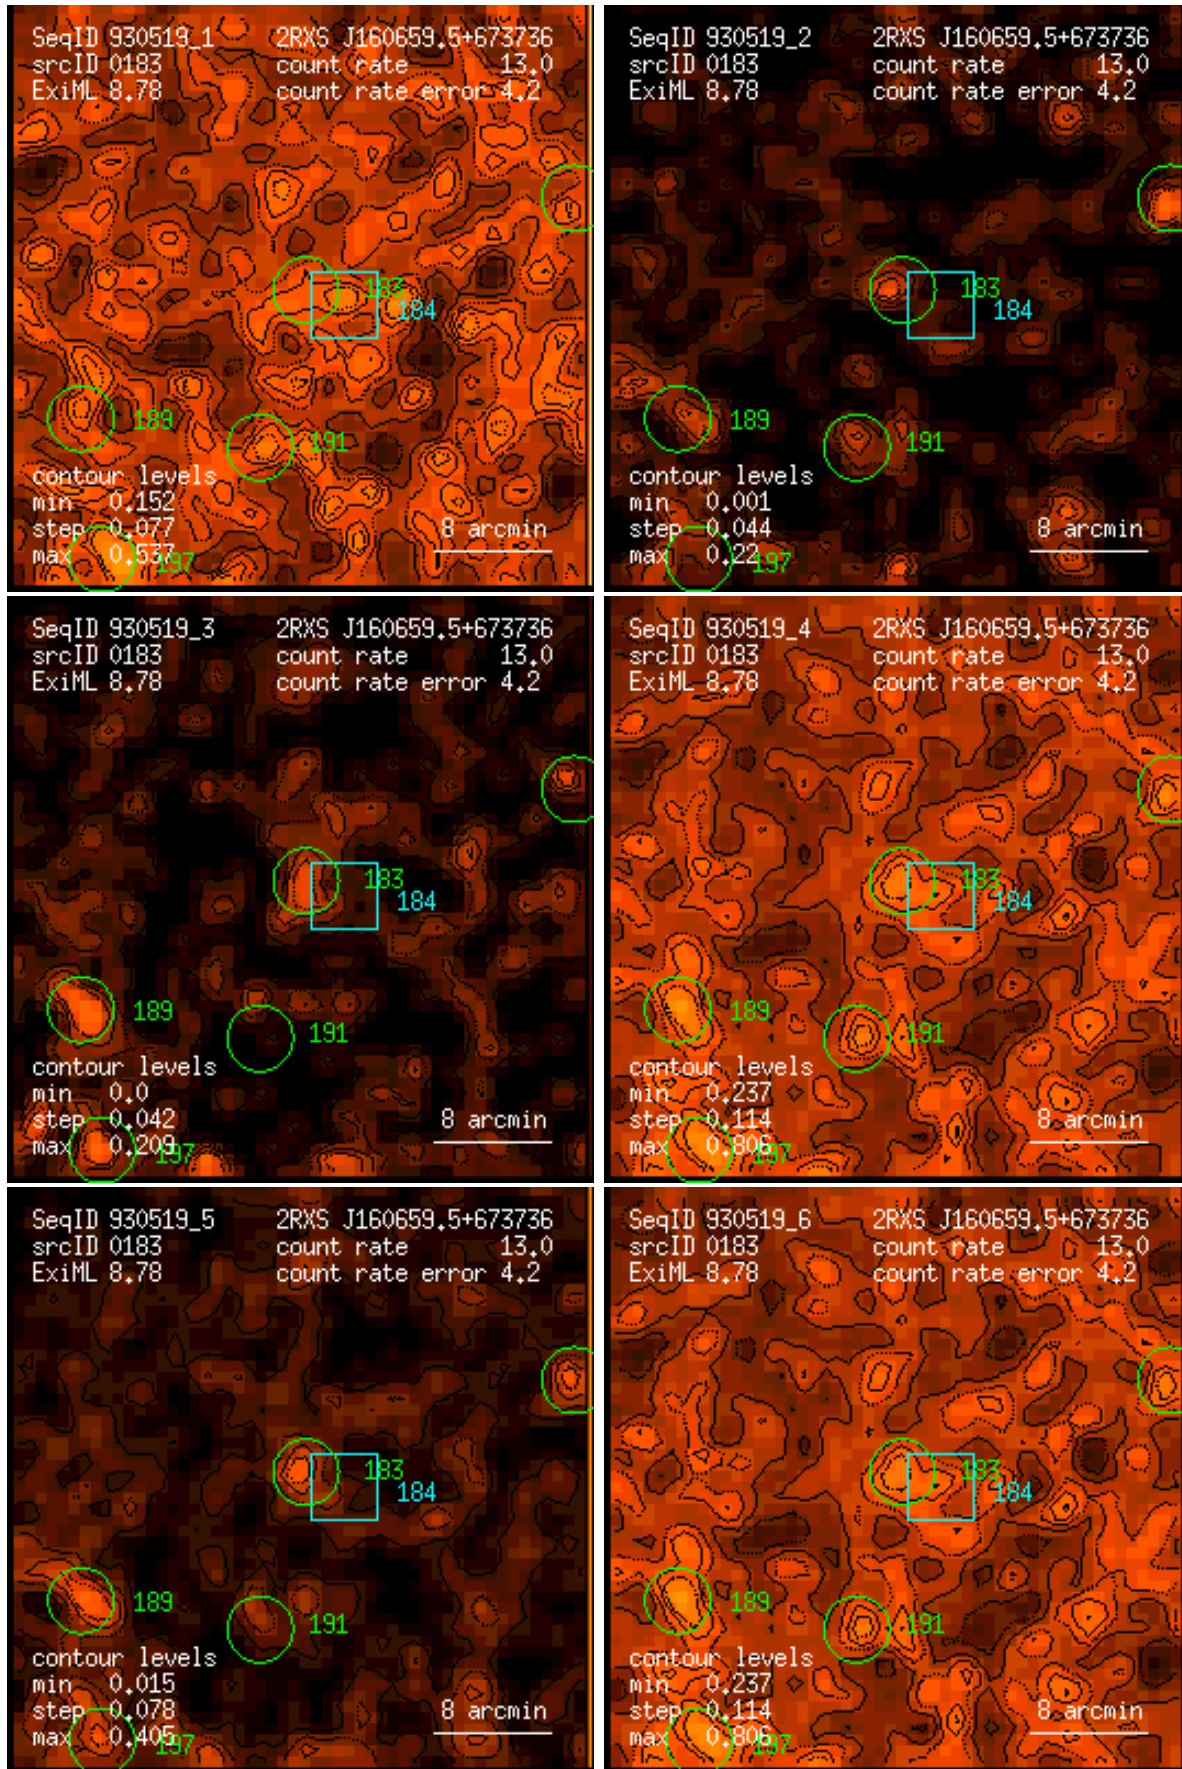 SeqID 930519_1 2RXS J160659.5+673736
srcID 0183 count rate 13.0
ExiML 8.78 count rate error 4.2
183
184
189
191
contour levels
min 0.152
step 0.077
8 arcmin
max 0.537
197
SeqID 930519_2 2RXS J160659.5+673736
srcID 0183 count rate 13.0
ExiML 8.78 count rate error 4.2
183
184
189
191
contour levels
min 0.001
step 0.044
8 arcmin
max 0.22
197
SeqID 930519_3 2RXS J160659.5+673736
srcID 0183 count rate 13.0
ExiML 8.78 count rate error 4.2
183
184
189
191
contour levels
min 0.0
step 0.042
8 arcmin
max 0.209
197
SeqID 930519_4 2RXS J160659.5+673736
srcID 0183 count rate 13.0
ExiML 8.78 count rate error 4.2
183
184
189
191
contour levels
min 0.237
step 0.114
8 arcmin
max 0.806
197
SeqID 930519_5 2RXS J160659.5+673736
srcID 0183 count rate 13.0
ExiML 8.78 count rate error 4.2
183
184
189
191
contour levels
min 0.015
step 0.078
8 arcmin
max 0.405
197
SeqID 930519_6 2RXS J160659.5+673736
srcID 0183 count rate 13.0
ExiML 8.78 count rate error 4.2
183
184
189
191
contour levels
min 0.237
step 0.114
8 arcmin
max 0.806
197